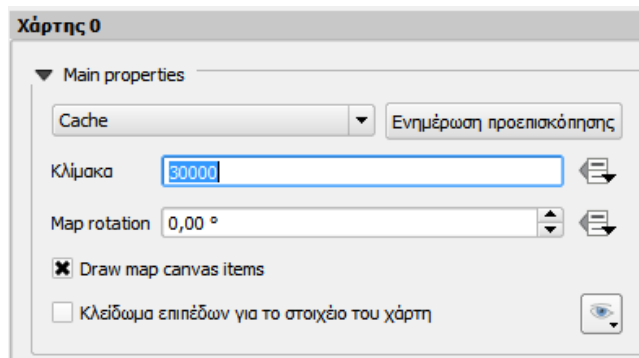 Χάρτης 0
Main properties
Cache Ενημέρωση προεπισκόπησης
Κλίμακα 30000
Map rotation 0,00 °
Draw map canvas items
Κλείδωμα επιπέδων για το στοιχείο του χάρτη